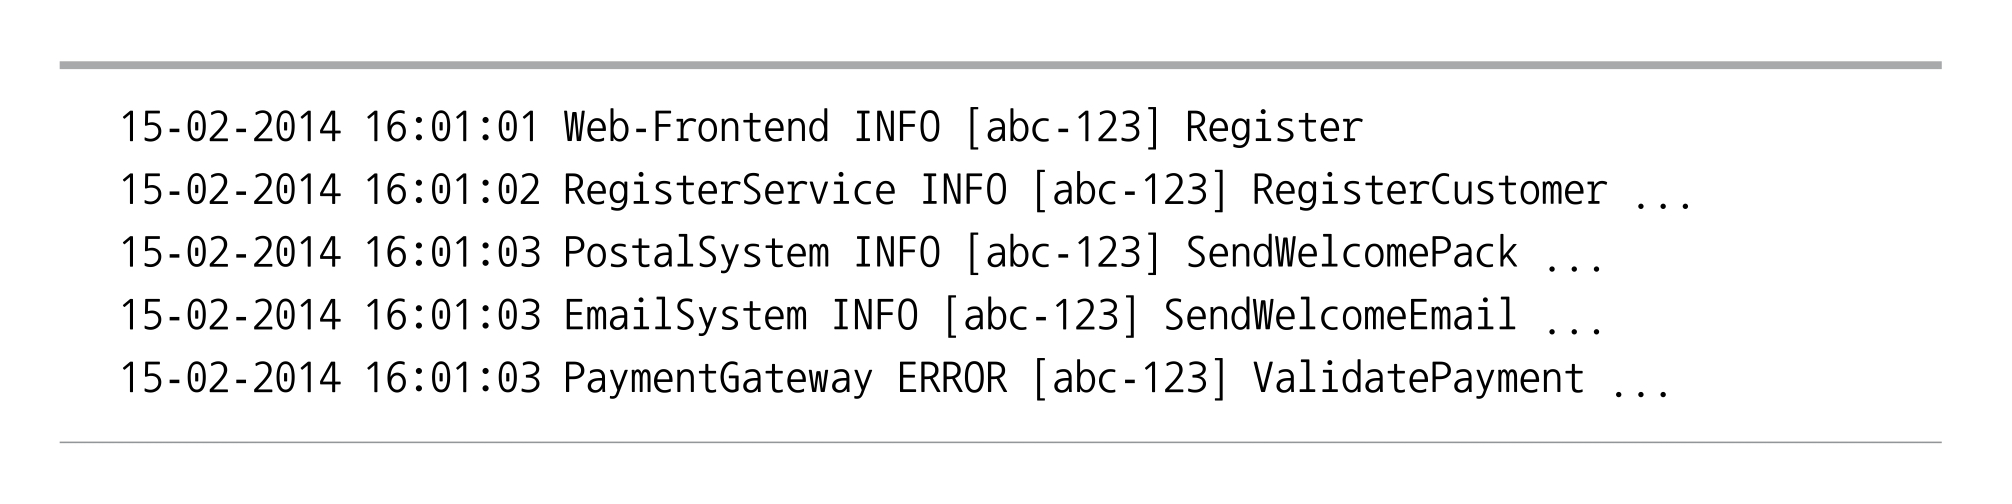 15-02-2014 16:01:01 Web-Frontend INFO [abc-123] Register
15-02-2014 16:01:02 RegisterService INFO [abc-123] RegisterCustomer ...
15-02-2014 16:01:03 PostalSystem INFO [abc-123] SendWelcomePack ...
15-02-2014 16:01:03 EmailSystem INFO [abc-123] SendWelcomeEmail ...
15-02-2014 16:01:03 PaymentGateway ERROR [abc-123] ValidatePayment ...